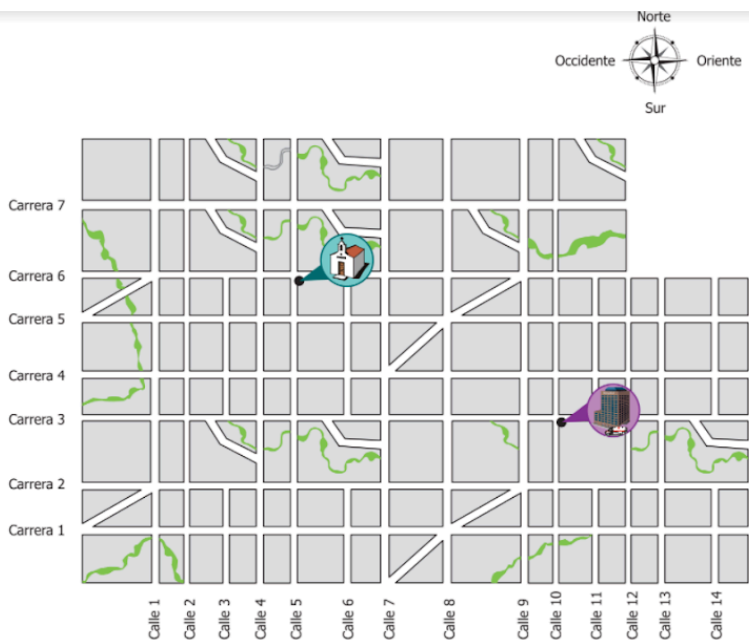 Norte
Occidente
Oriente
Sur
Carrera 7
Carrera 6
Carrera 5
Carrera 4
Carrera 3
Carrera 2
Carrera 1
Calle 1
Calle 2
Calle 3
Calle 4
Calle 5
Calle 6
Calle 7
Calle 8
Calle 9
Calle 10
Calle 11
Calle 12
Calle 13
Calle 14